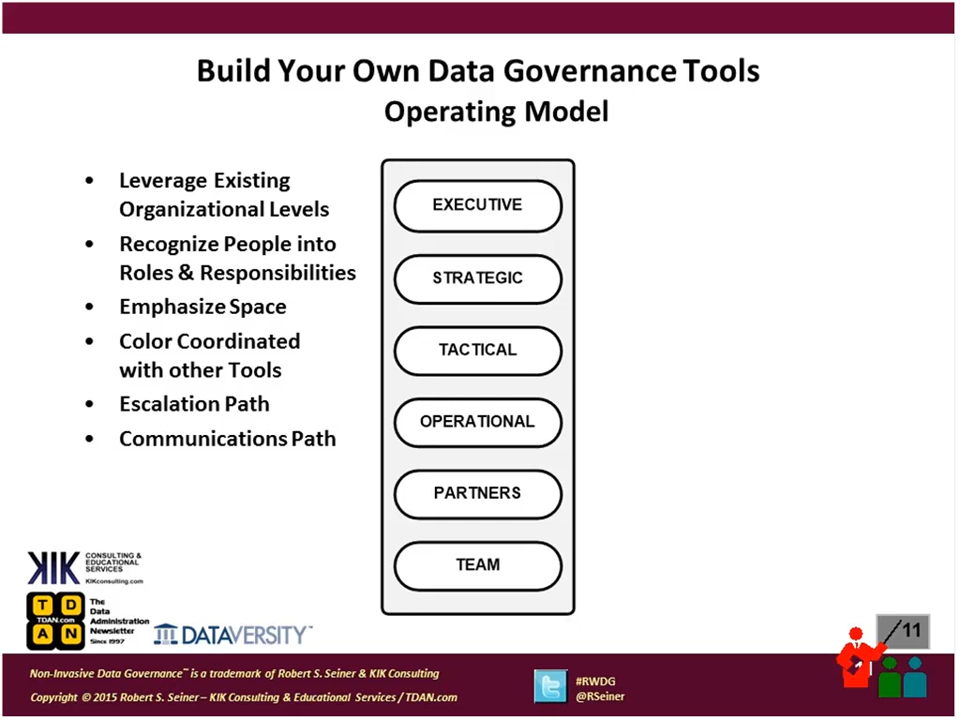 Build Your Own Data Governance Tools
Operating Model
• Leverage Existing
Organizational Levels
• Recognize People into
Roles & Responsibilities
• Emphasize Space
• Color Coordinated
with other Tools
• Escalation Path
• Communications Path
EXECUTIVE
STRATEGIC
TACTICAL
OPERATIONAL
PARTNERS
TEAM
KIK
CONSULTING &
EDUCATIONAL
SERVICES
KIKconsulting.com
T D
TDAN.com
A N
The
Data
Administration
Newsletter
Since 1997
DATAVERSITY™
11
Non-Invasive Data Governance™ is a trademark of Robert S. Seiner & KIK Consulting
Copyright © 2015 Robert S. Seiner – KIK Consulting & Educational Services / TDAN.com
#RWDG
@RSeiner